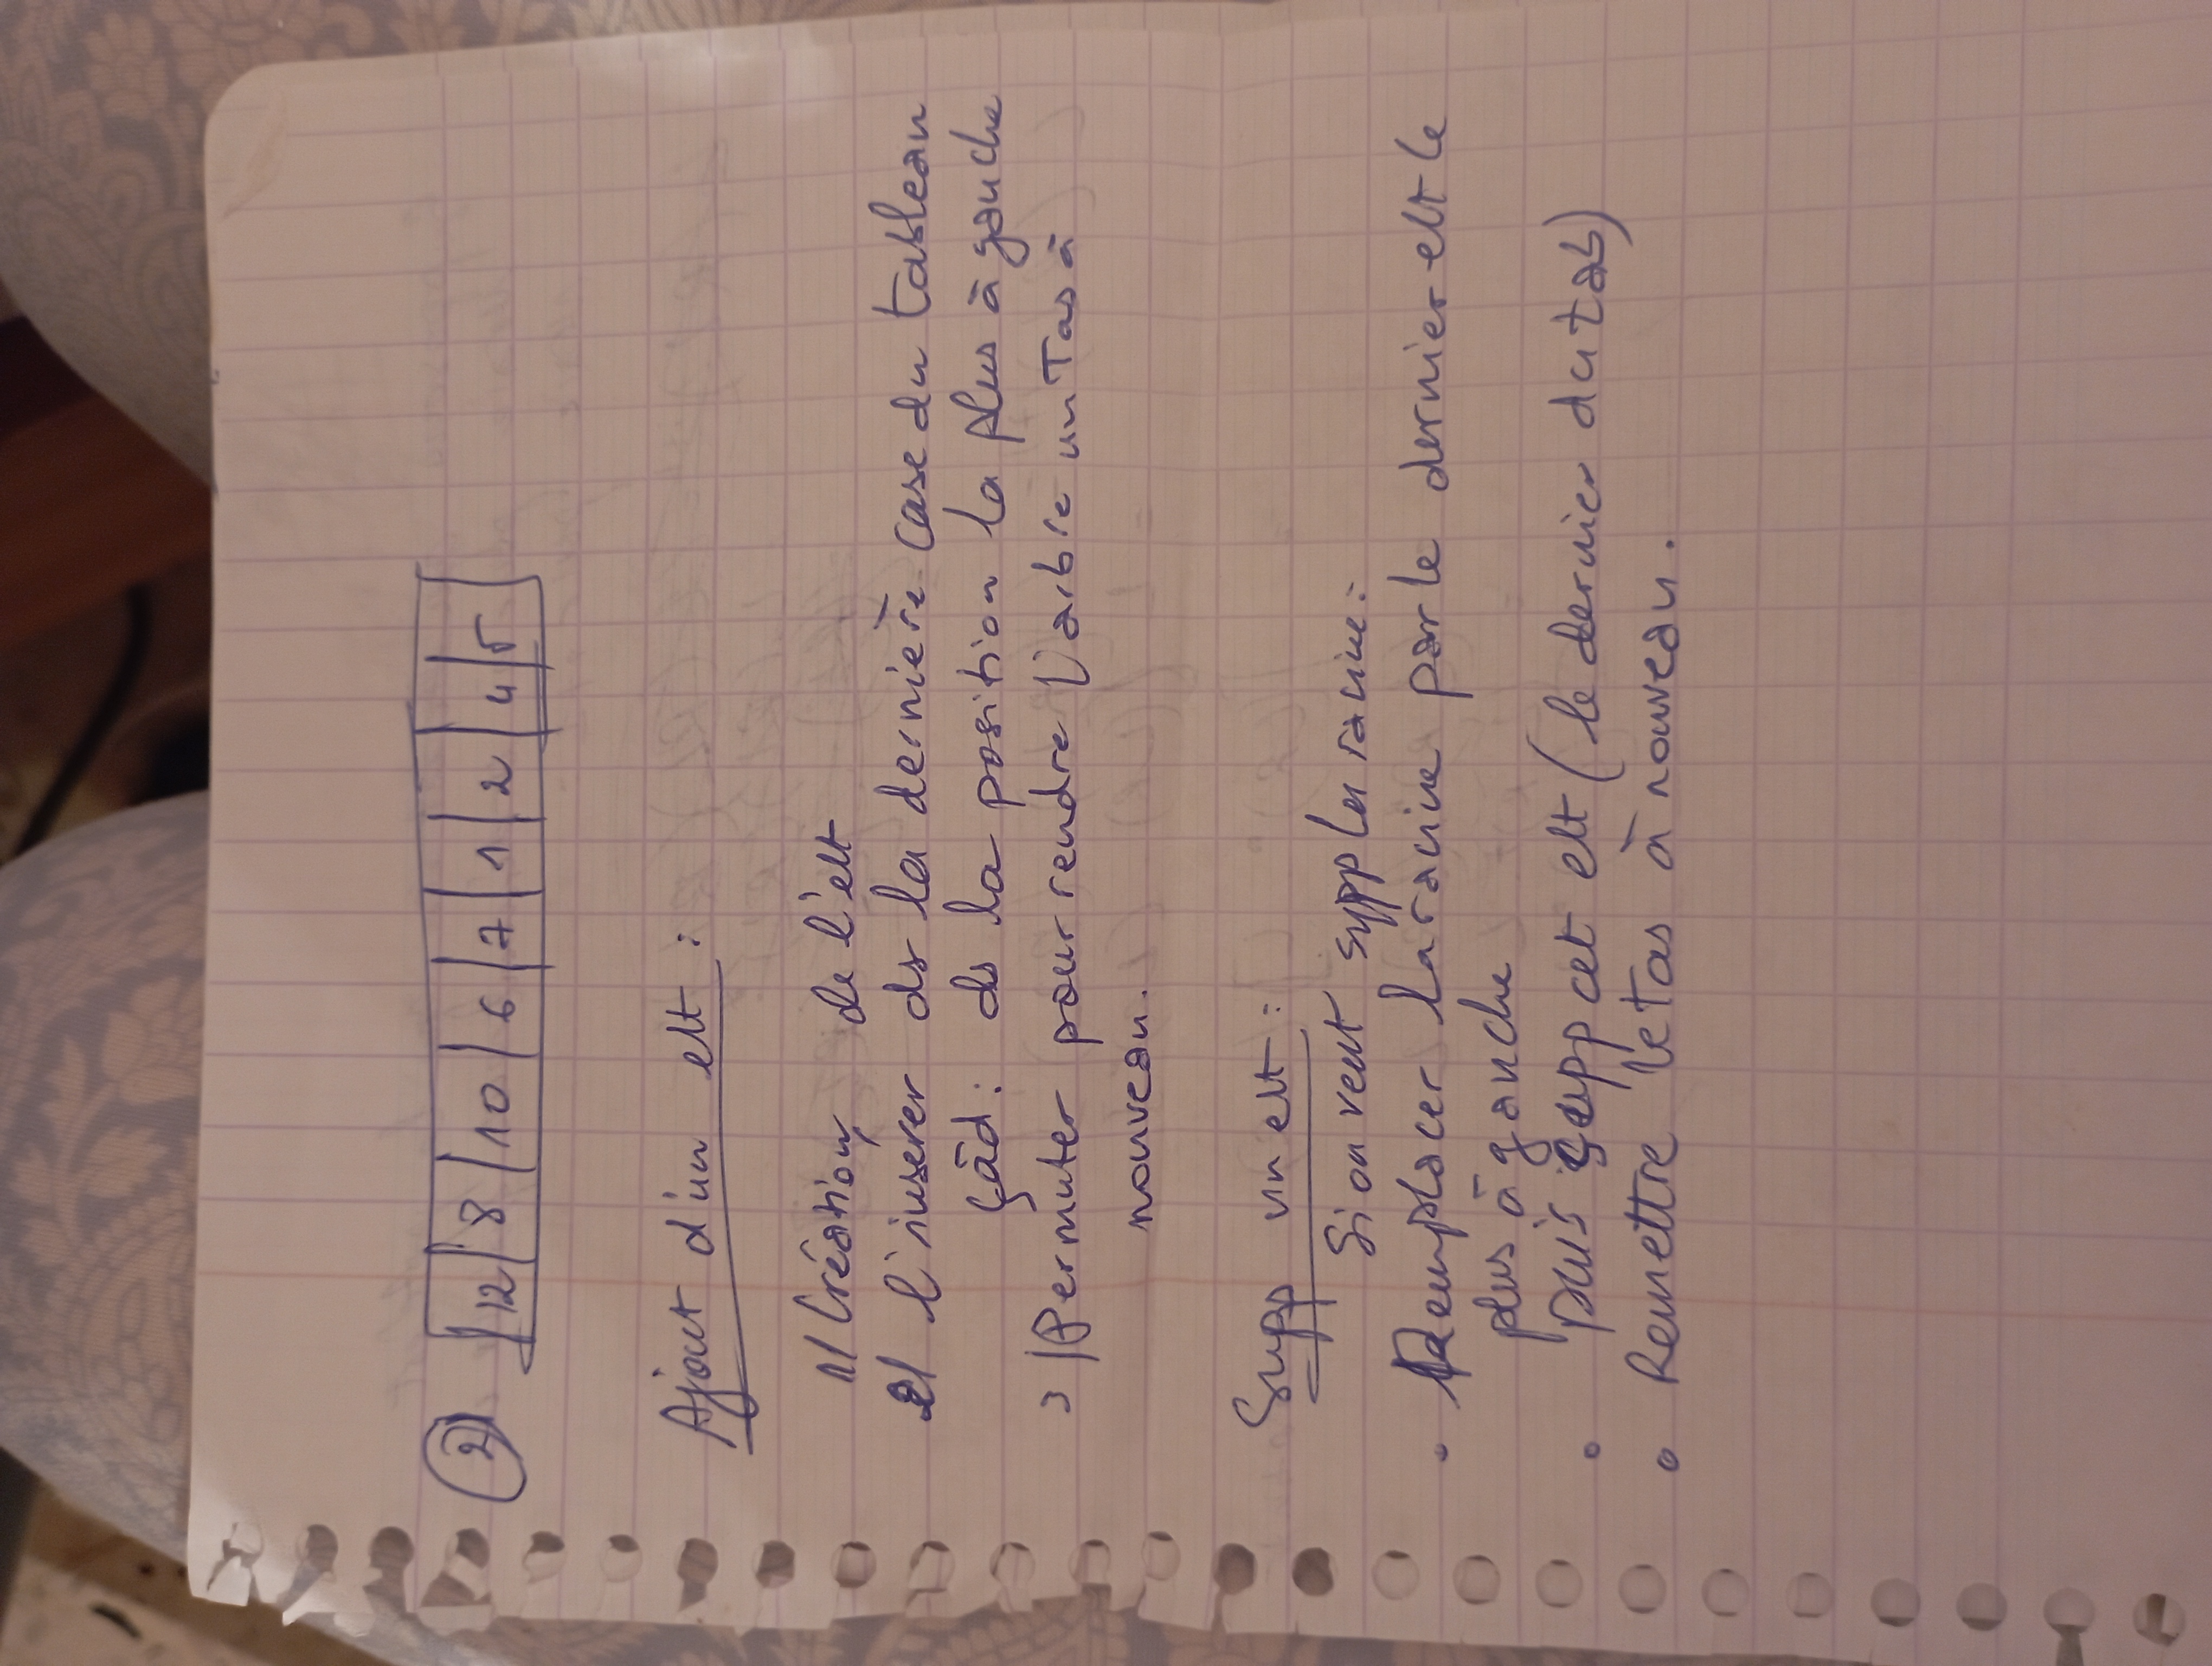 2) | 12 | 8 | 10 | 6 | 7 | 1 | 2 | 4 | 5 |
Ajout d'un elt :
1/ Création de l'elt
2/ l'inserer ds la dernière case du tableau
Çàd: ds la position la plus à gauche
3/ Permuter pour rendre l'arbre un Tas à
nouveau.
Supp un elt :
Si on veut supp la racine :
• Remplacer la racine par le dernier elt le
plus à gauche
• puis supp cet elt (le dernier du tab)
• Remettre le tas à nouveau.